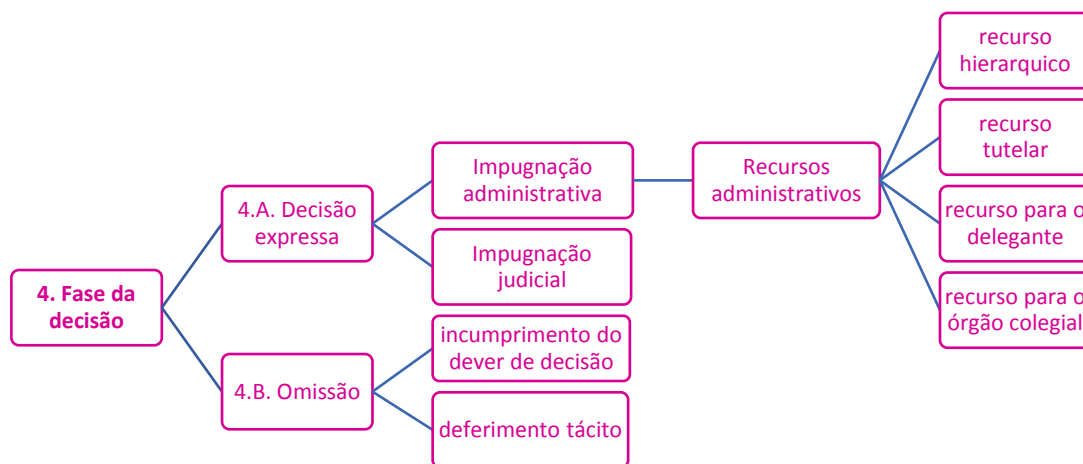 4. Fase da
decisão
4.A. Decisão
expressa
Impugnação
administrativa
Recursos
administrativos
recurso
hierarquico
recurso
tutelar
recurso para o
delegante
recurso para o
órgão colegial
Impugnação
judicial
4.B. Omissão
incumprimento do
dever de decisão
deferimento tácito